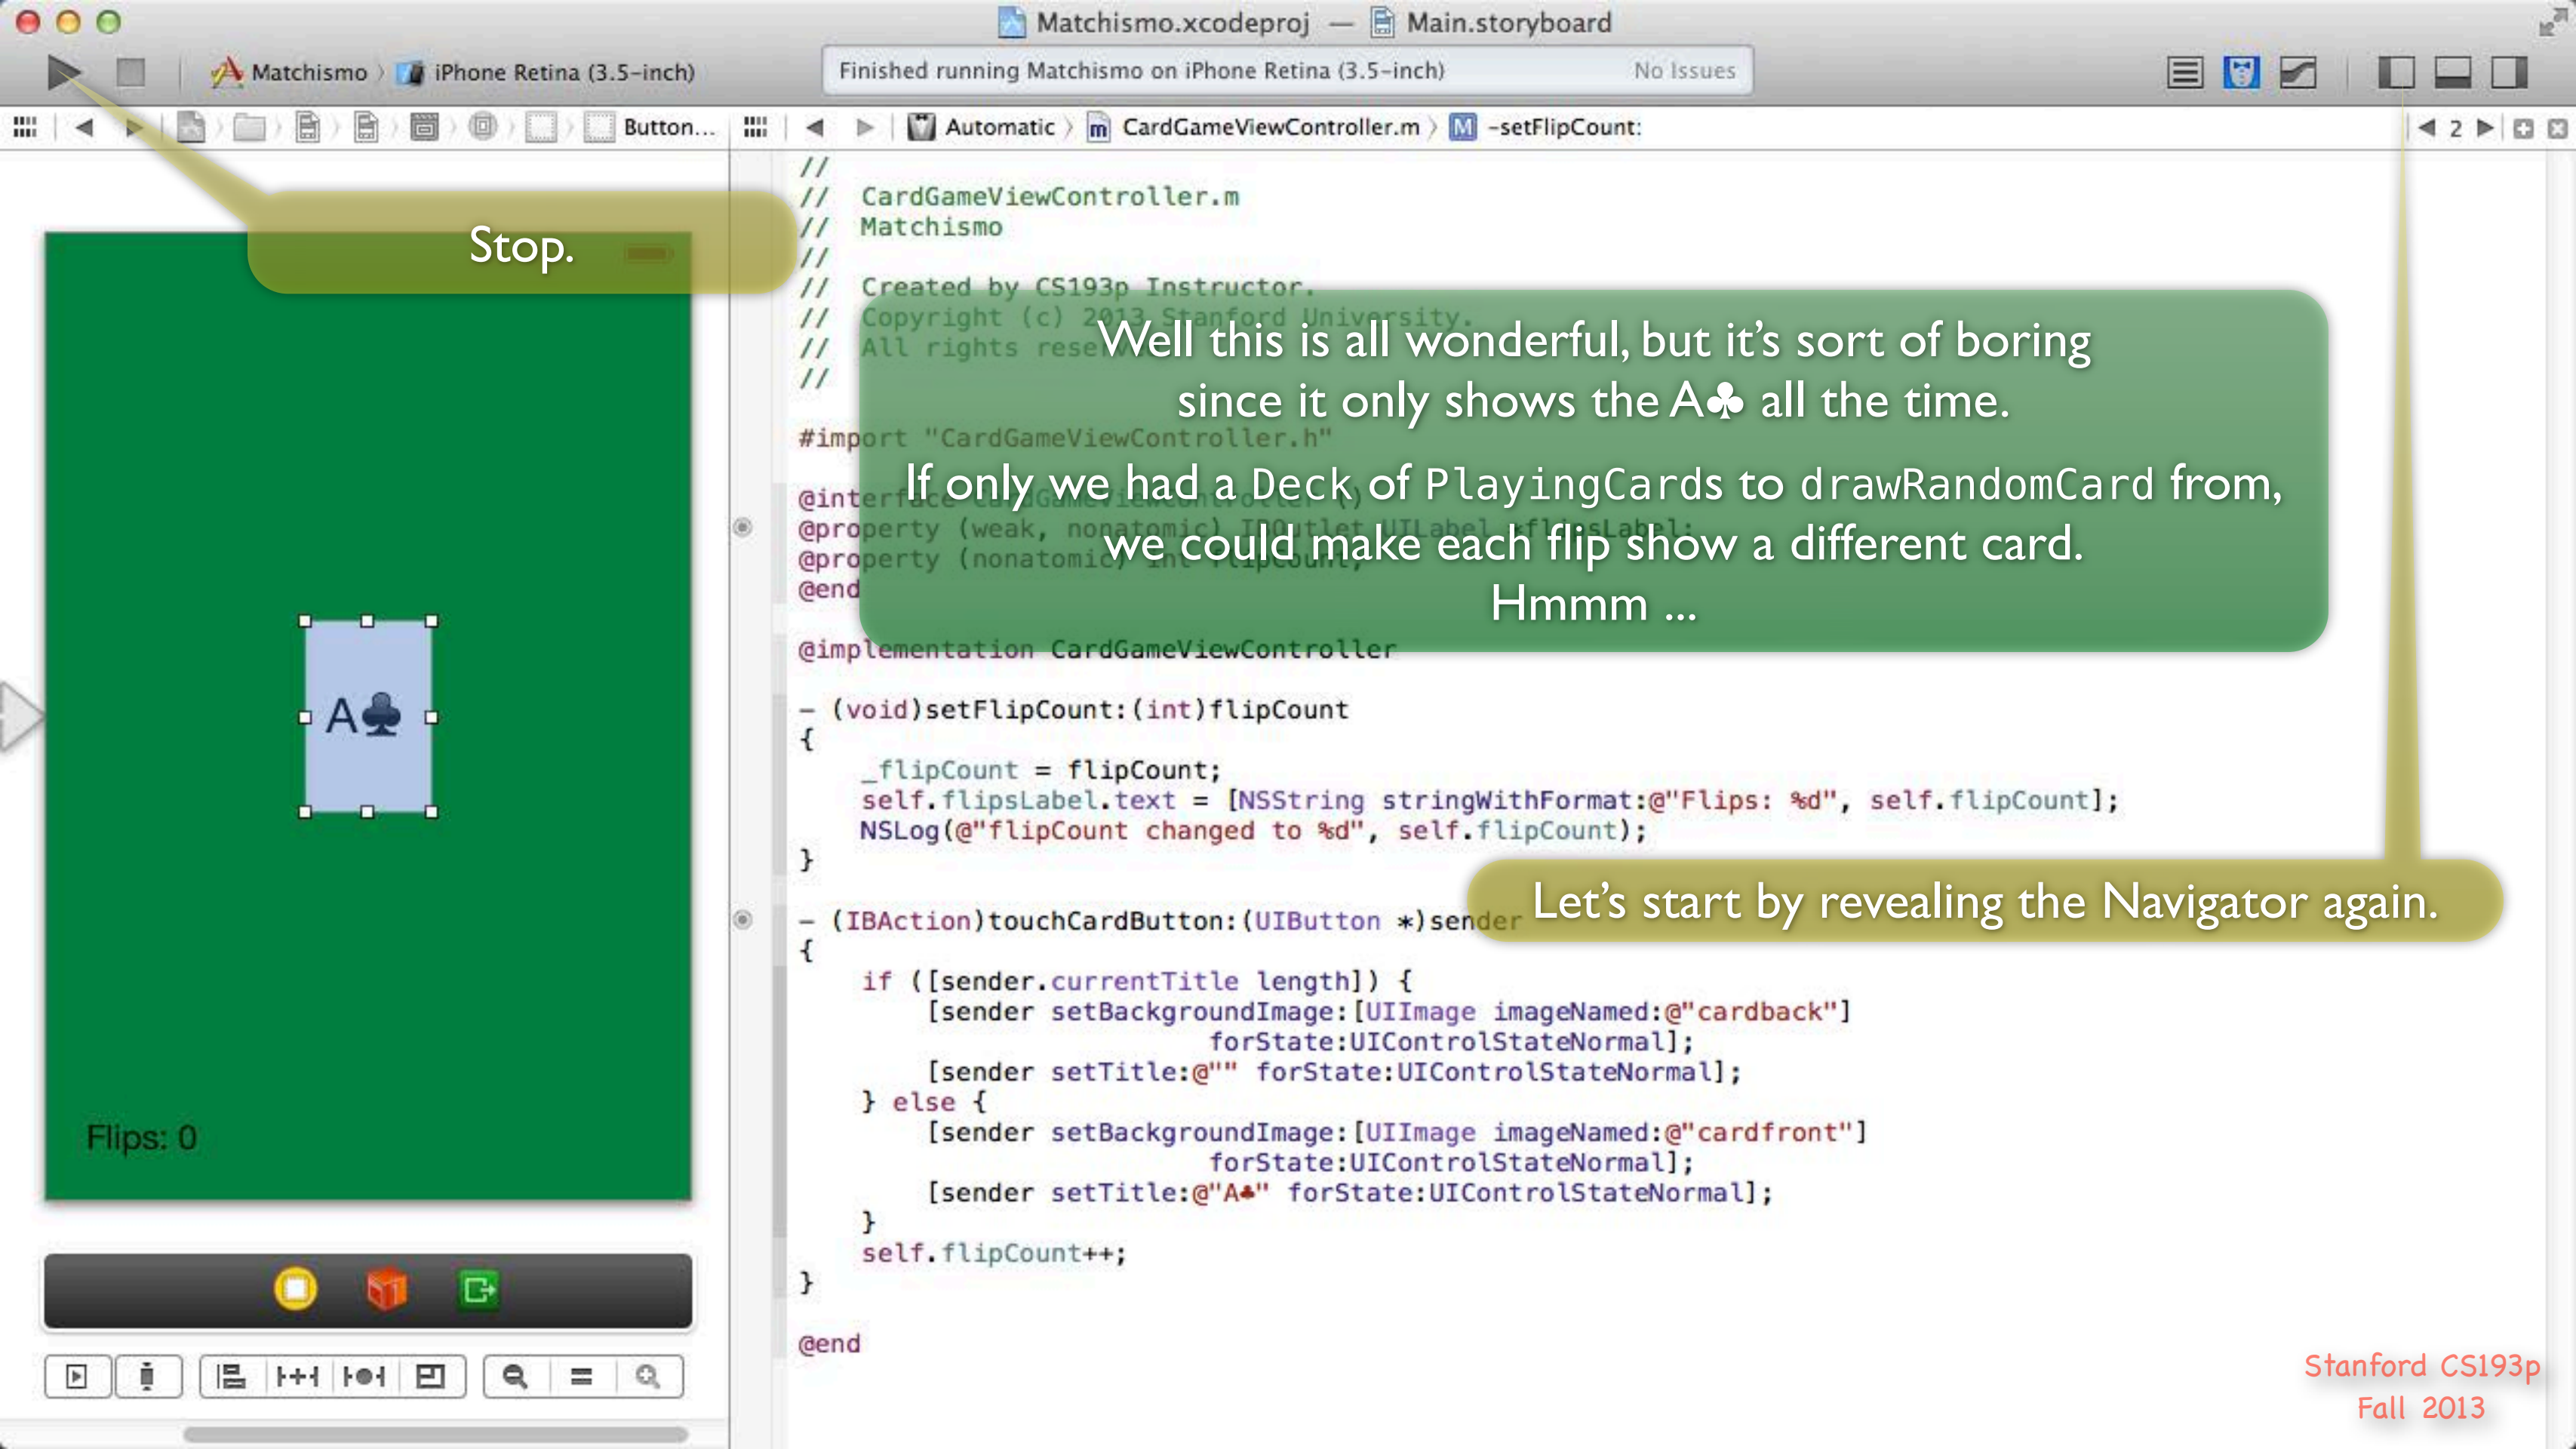 Matchismo.xcodeproj — Main.storyboard
Matchismo
iPhone Retina (3.5-inch)
Finished running Matchismo on iPhone Retina (3.5-inch)
No Issues
Button...
Automatic
CardGameViewController.m
M -setFlipCount:
2
Stop.
A♣
Flips: 0
//
// CardGameViewController.m
// Matchismo
//
// Created by CS193p Instructor.
// Copyright (c) 2013 Stanford University.
// All rights
//
Well this is all wonderful, but it's sort of boring
since it only shows the A♣ all the time.
If only we had a Deck of PlayingCards to drawRandomCard from,
we could make each flip show a different card.
Hmmm ...
#import "CardGameViewController.h"
@interface CardGameViewController ()
@property (weak, nonatomic) IBOutlet UILabel *flipsLabel;
@property (nonatomic) int flipCount;
@end
@implementation CardGameViewController
- (void)setFlipCount:(int)flipCount
{
_flipCount = flipCount;
self.flipsLabel.text = [NSString stringWithFormat:@"Flips: %d", self.flipCount];
NSLog(@"flipCount changed to %d", self.flipCount);
}
Let's start by revealing the Navigator again.
- (IBAction)touchCardButton:(UIButton *)sender
{
if ([sender.currentTitle length]) {
[sender setBackgroundImage:[UIImage imageNamed:@"cardback"]
forState:UIControlStateNormal];
[sender setTitle:@"" forState:UIControlStateNormal];
} else {
[sender setBackgroundImage:[UIImage imageNamed:@"cardfront"]
forState:UIControlStateNormal];
[sender setTitle:@"A♣" forState:UIControlStateNormal];
}
self.flipCount++;
}
@end
Stanford CS193p
Fall 2013